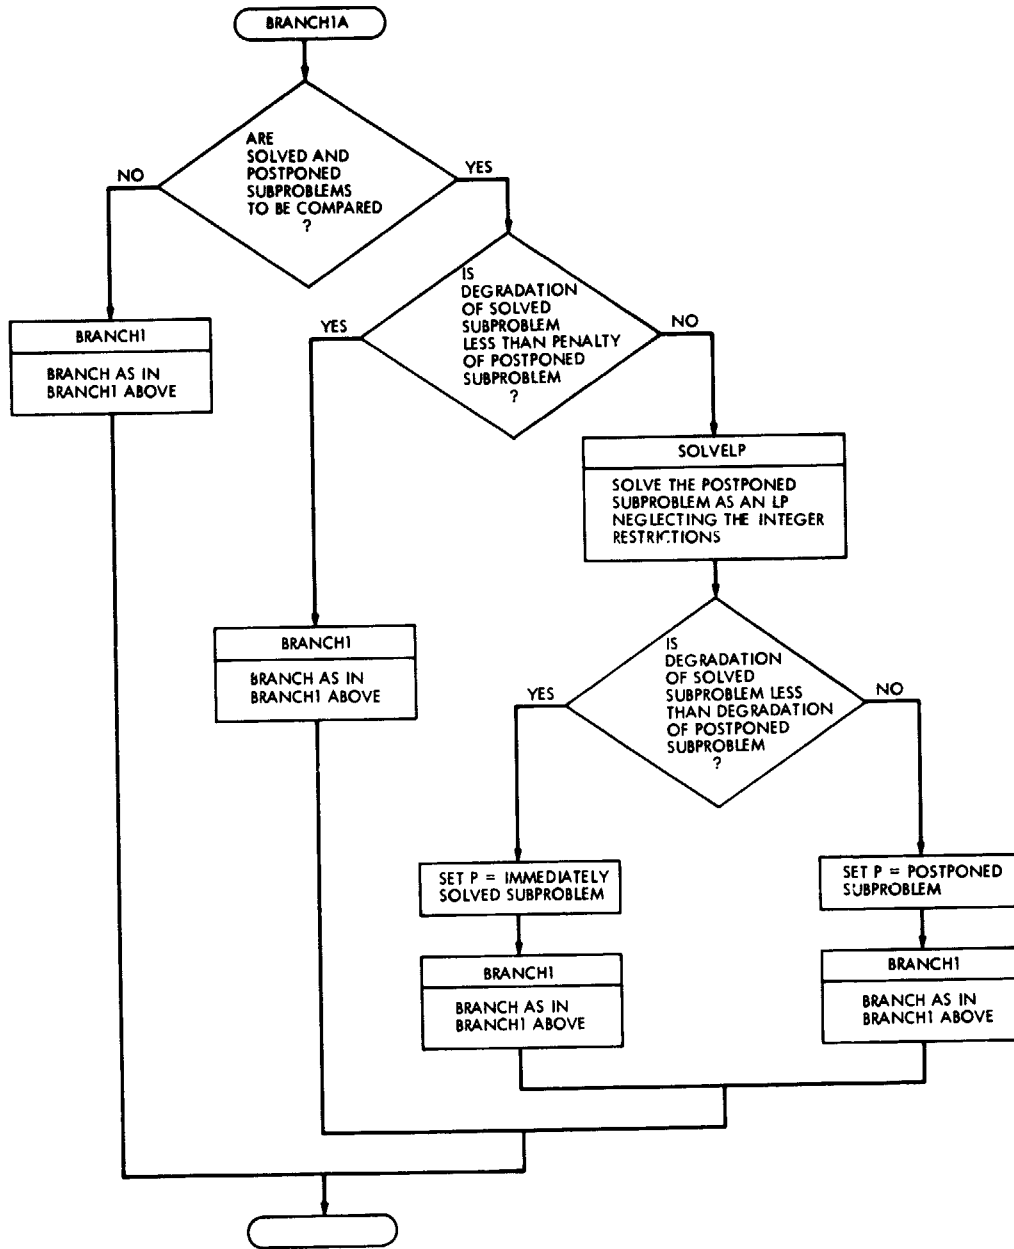 BRANCH1A
ARE
SOLVED AND
POSTPONED
SUBPROBLEMS
TO BE COMPARED
?
NO
YES
IS
DEGRADATION
OF SOLVED
SUBPROBLEM
LESS THAN PENALTY
OF POSTPONED
SUBPROBLEM
?
YES
NO
BRANCH1
BRANCH AS IN
BRANCH1 ABOVE
SOLVELP
SOLVE THE POSTPONED
SUBPROBLEM AS AN LP
NEGLECTING THE INTEGER
RESTRICTIONS
BRANCH1
BRANCH AS IN
BRANCH1 ABOVE
IS
DEGRADATION
OF SOLVED
SUBPROBLEM LESS
THAN DEGRADATION
OF POSTPONED
SUBPROBLEM
?
YES
NO
SET P = IMMEDIATELY
SOLVED SUBPROBLEM
SET P = POSTPONED
SUBPROBLEM
BRANCH1
BRANCH AS IN
BRANCH1 ABOVE
BRANCH1
BRANCH AS IN
BRANCH1 ABOVE